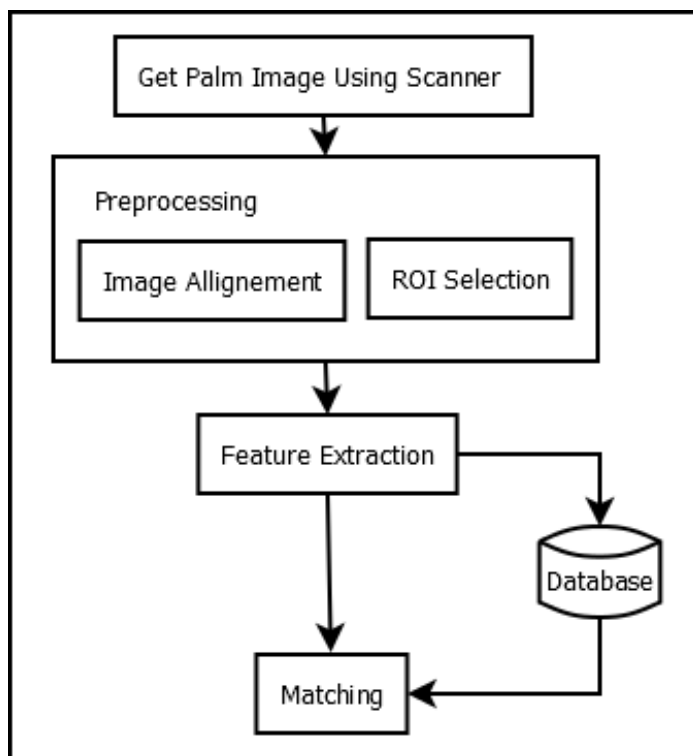 Get Palm Image Using Scanner
Preprocessing
Image Allignement
ROI Selection
Feature Extraction
Database
Matching